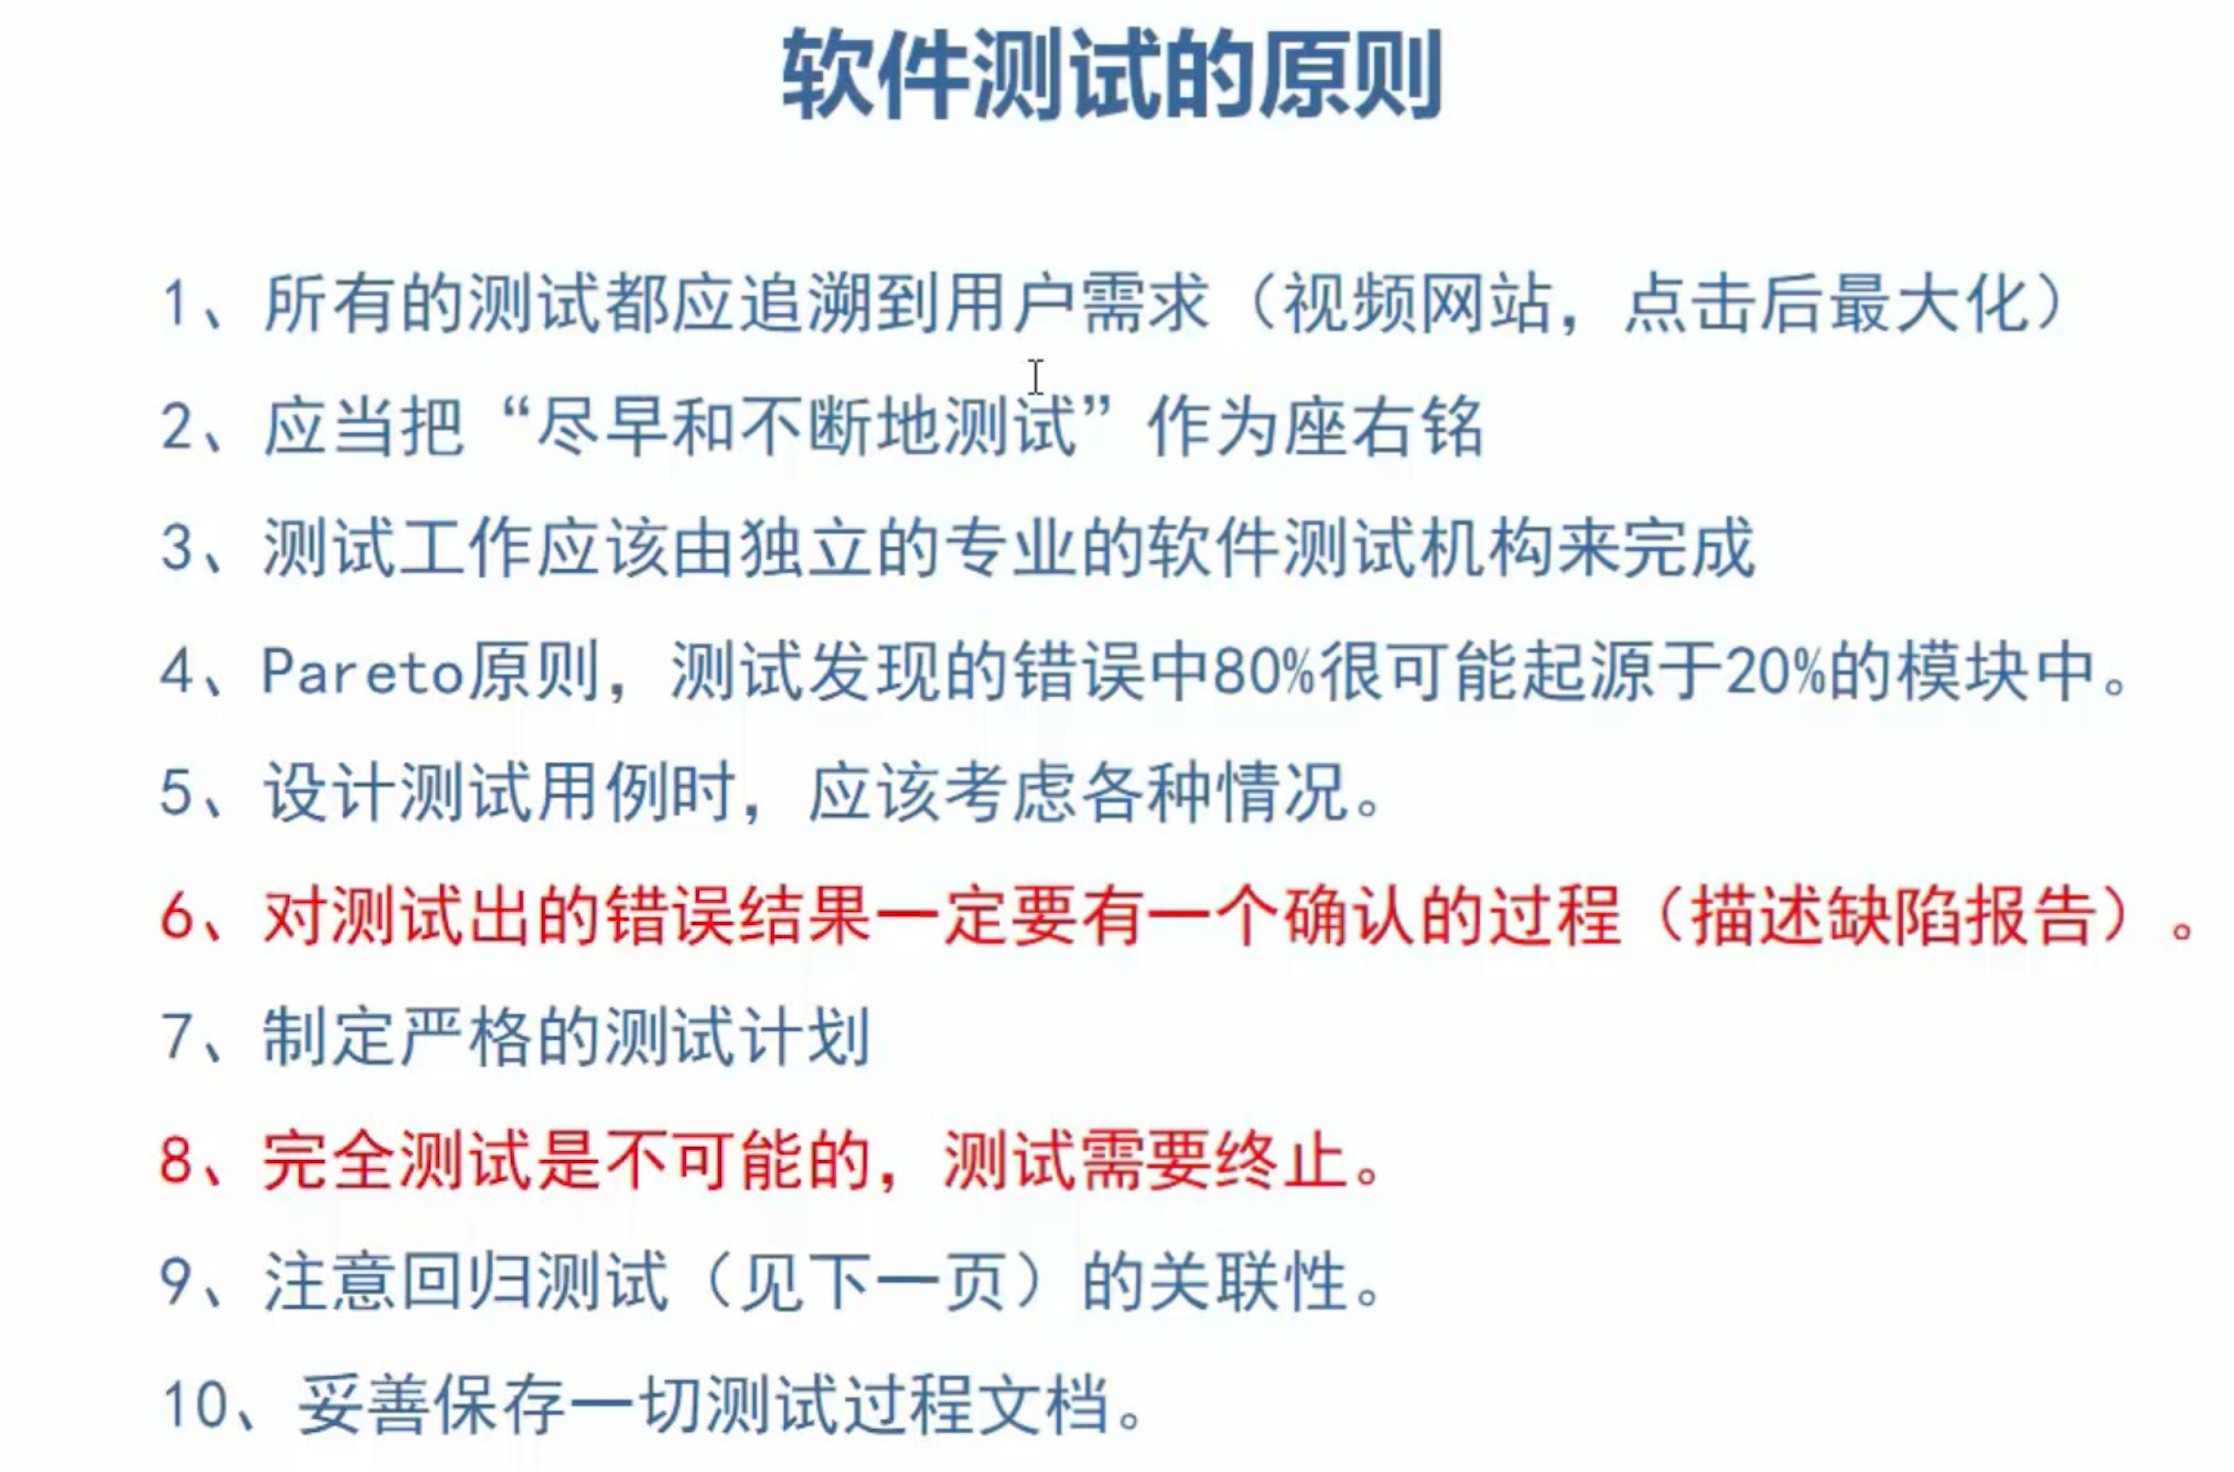 软件测试的原则
1、所有的测试都应追溯到用户需求（视频网站，点击后最大化）
2、应当把“尽早和不断地测试”作为座右铭
3、测试工作应该由独立的专业的软件测试机构来完成
4、Pareto原则，测试发现的错误中80%很可能起源于20%的模块中。
5、设计测试用例时，应该考虑各种情况。
6、对测试出的错误结果一定要有一个确认的过程（描述缺陷报告）。
7、制定严格的测试计划
8、完全测试是不可能的，测试需要终止。
9、注意回归测试（见下一页）的关联性。
10、妥善保存一切测试过程文档。